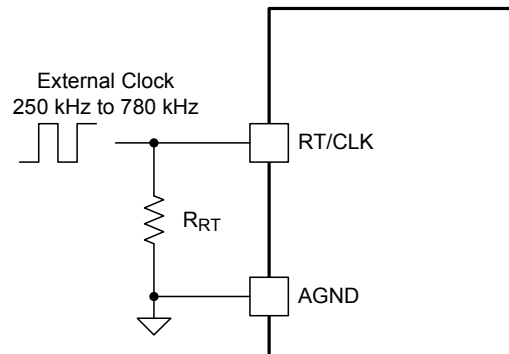 External Clock
250 kHz to 780 kHz
RT/CLK
RRT
AGND